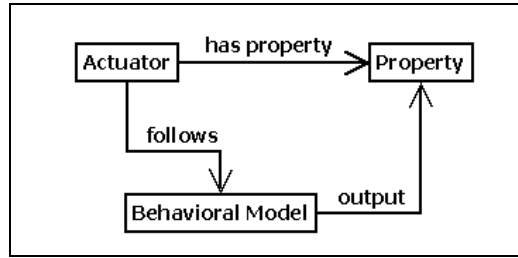 has property
Actuator
Property
follows
Behavioral Model
output